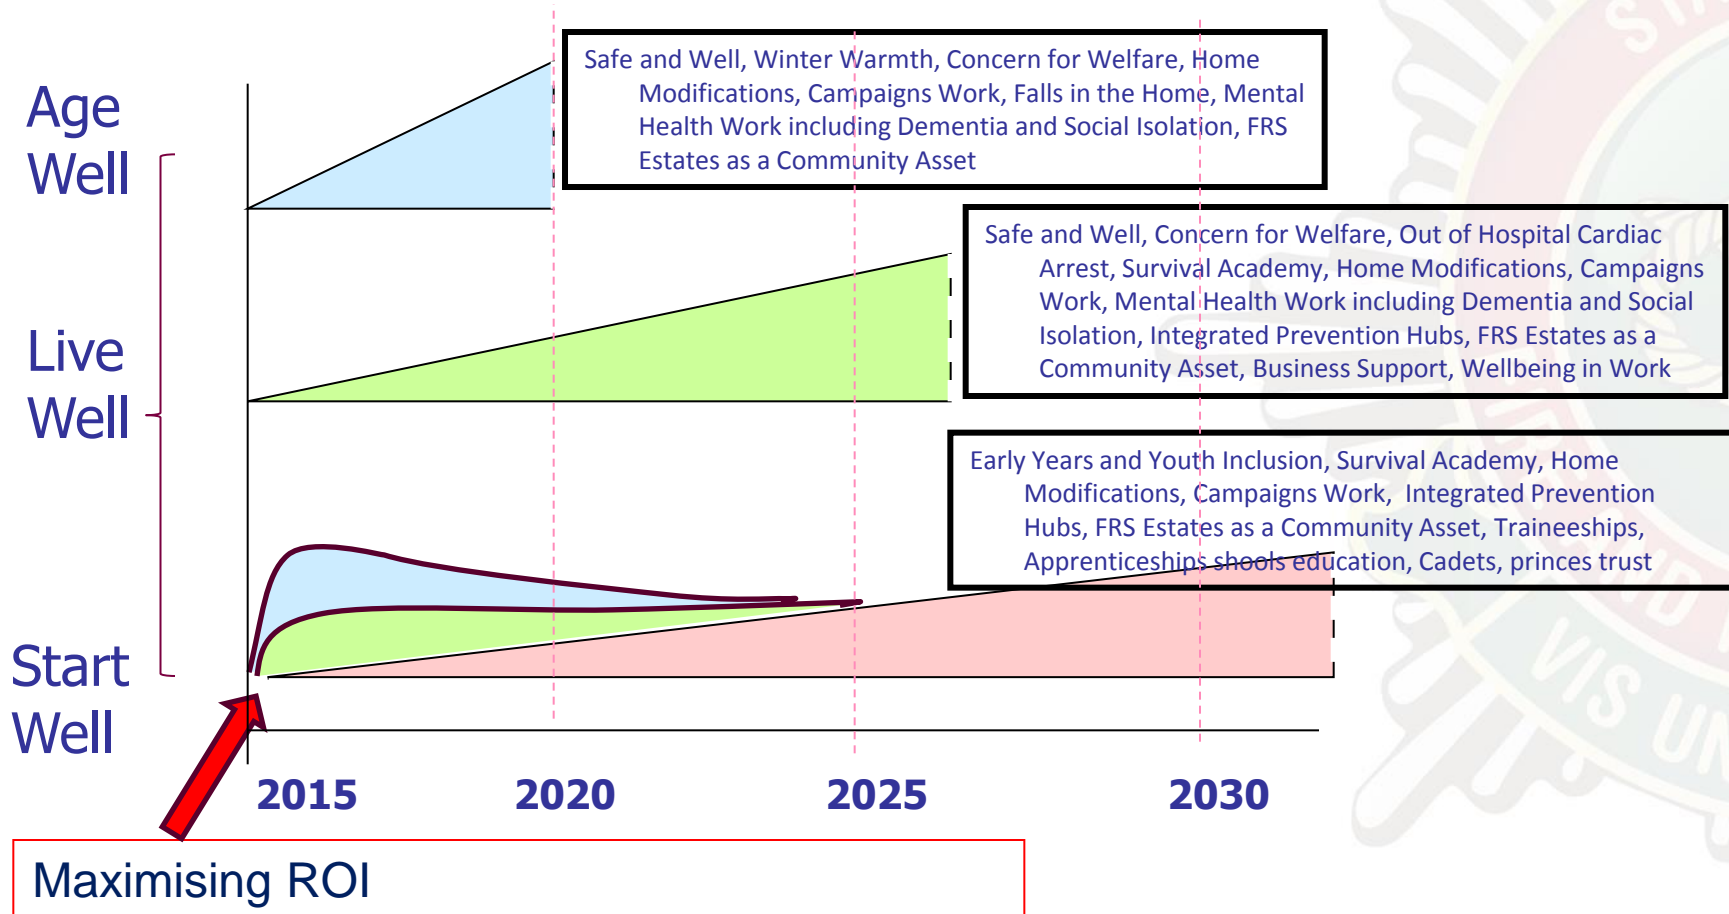 Age
Well
Safe and Well, Winter Warmth, Concern for Welfare, Home
Modifications, Campaigns Work, Falls in the Home, Mental
Health Work including Dementia and Social Isolation, FRS
Estates as a Community Asset
Live
Well
Safe and Well, Concern for Welfare, Out of Hospital Cardiac
Arrest, Survival Academy, Home Modifications, Campaigns
Work, Mental Health Work including Dementia and Social
Isolation, Integrated Prevention Hubs, FRS Estates as a
Community Asset, Business Support, Wellbeing in Work
Start
Well
Early Years and Youth Inclusion, Survival Academy, Home
Modifications, Campaigns Work, Integrated Prevention
Hubs, FRS Estates as a Community Asset, Traineeships,
Apprenticeships shools education, Cadets, princes trust
2015 2020 2025 2030
Maximising ROI
AND
VIS